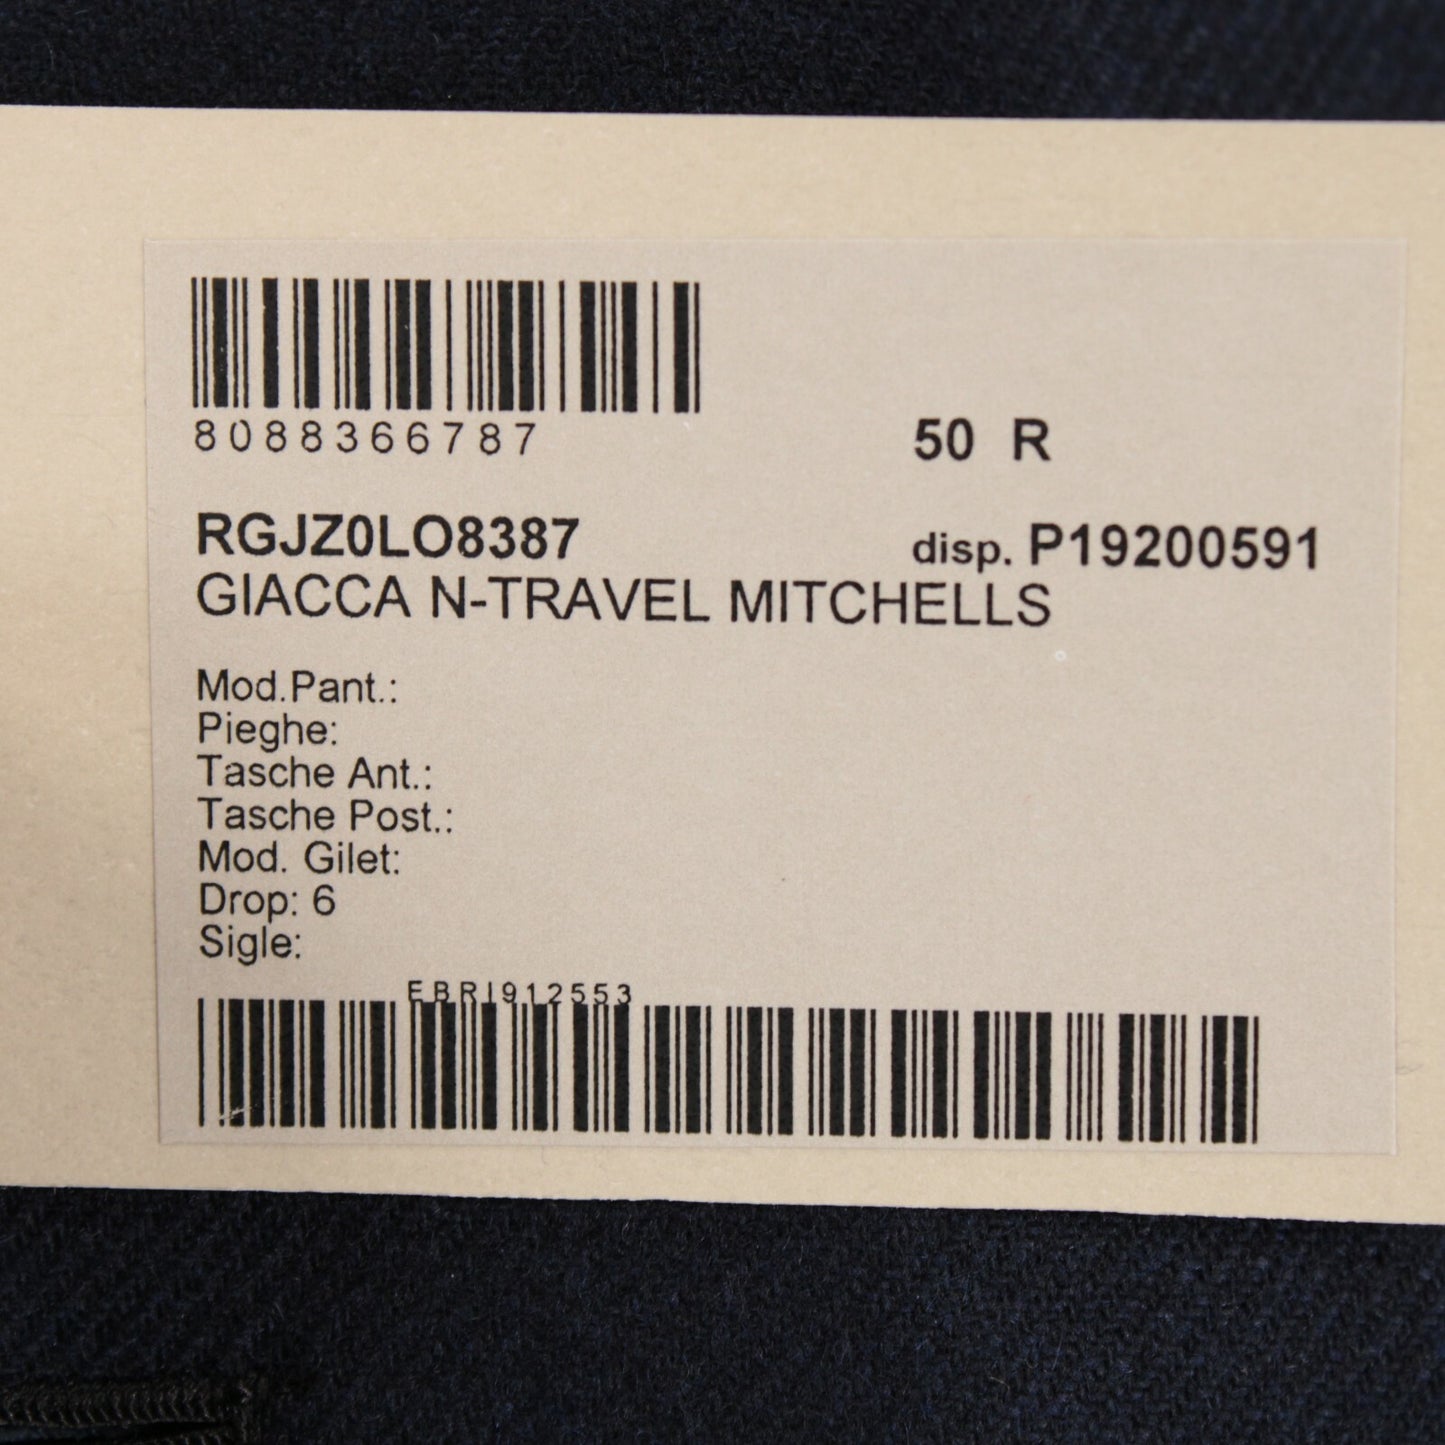 8088366787
50 R
RGJZ0LO8387
disp. P19200591
GIACCA N-TRAVEL MITCHELLS
Mod.Pant.:
Pieghe:
Tasche Ant.:
Tasche Post.:
Mod. Gilet:
Drop: 6
Sigle:
EBRI912553